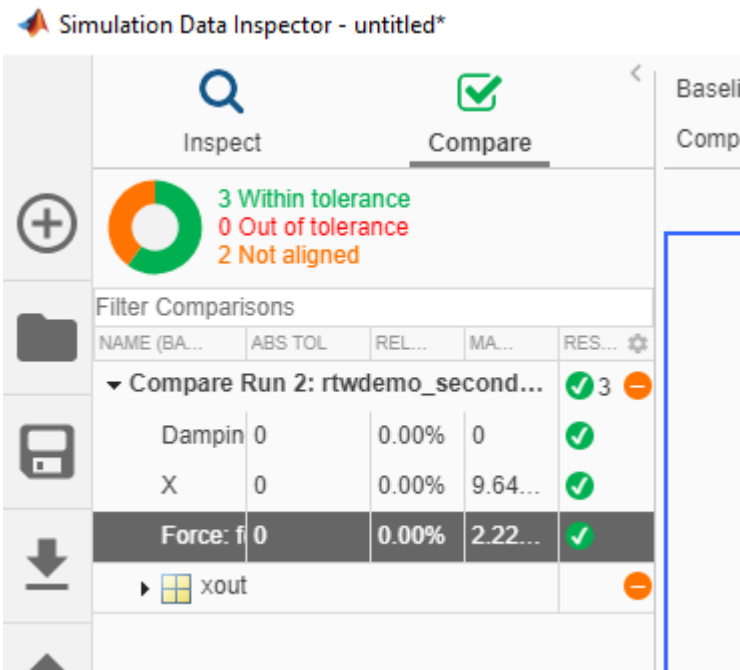 Simulation Data Inspector - untitled*
Inspect
Compare
Baseli
Comp
3 Within tolerance
0 Out of tolerance
2 Not aligned
Filter Comparisons
NAME (BA... ABS TOL REL... MA... RES...
Compare Run 2: rtwdemo_second... 3
Dampin 0 0.00% 0
X 0 0.00% 9.64...
Force: f 0 0.00% 2.22...
xout